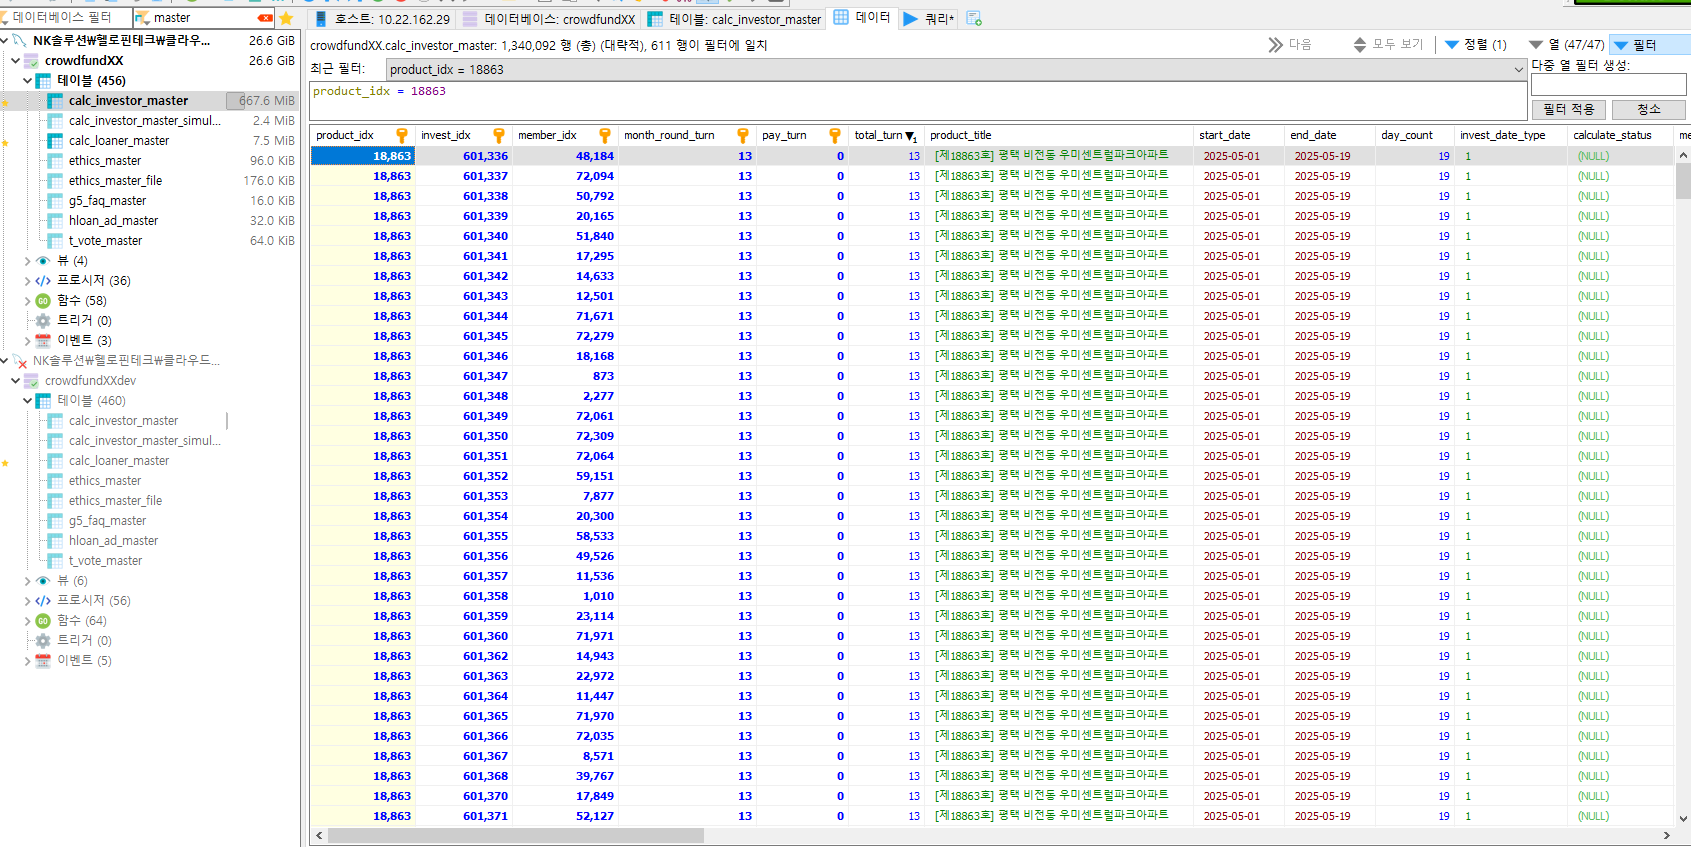 데이터베이스 필터 master
호스트: 10.22.162.29 데이터베이스: crowdfundXX 테이블: calc_investor_master 데이터 쿼리*
NK솔루션₩헬로핀테크₩클라우... 26.6 GiB
crowdfundXX 26.6 GiB
테이블 (456)
calc_investor_master 667.6 MiB
calc_investor_master_simul... 2.4 MiB
calc_loaner_master 7.5 MiB
ethics_master 96.0 KiB
ethics_master_file 176.0 KiB
g5_faq_master 16.0 KiB
hloan_ad_master 32.0 KiB
t_vote_master 64.0 KiB
뷰 (4)
프로시저 (36)
함수 (58)
트리거 (0)
이벤트 (3)
NK솔루션₩헬로핀테크₩클라우드...
crowdfundXXdev
테이블 (460)
calc_investor_master
calc_investor_master_simul...
calc_loaner_master
ethics_master
ethics_master_file
g5_faq_master
hloan_ad_master
t_vote_master
뷰 (6)
프로시저 (56)
함수 (64)
트리거 (0)
이벤트 (5)
crowdfundXX.calc_investor_master: 1,340,092 행 (총) (대략적), 611 행이 필터에 일치 다음 모두 보기 정렬 (1) 열 (47/47) 필터
최근 필터: product_idx = 18863 다중 열 필터 생성:
product_idx = 18863
필터 적용 청소
product_idx invest_idx member_idx month_round_turn pay_turn total_turn 1 product_title start_date end_date day_count invest_date_type calculate_status me
18,863 601,336 48,184 13 0 13 [제18863호] 평택 비전동 우미센트럴파크아파트 2025-05-01 2025-05-19 19 1 (NULL)
18,863 601,337 72,094 13 0 13 [제18863호] 평택 비전동 우미센트럴파크아파트 2025-05-01 2025-05-19 19 1 (NULL)
18,863 601,338 50,792 13 0 13 [제18863호] 평택 비전동 우미센트럴파크아파트 2025-05-01 2025-05-19 19 1 (NULL)
18,863 601,339 20,165 13 0 13 [제18863호] 평택 비전동 우미센트럴파크아파트 2025-05-01 2025-05-19 19 1 (NULL)
18,863 601,340 51,840 13 0 13 [제18863호] 평택 비전동 우미센트럴파크아파트 2025-05-01 2025-05-19 19 1 (NULL)
18,863 601,341 17,295 13 0 13 [제18863호] 평택 비전동 우미센트럴파크아파트 2025-05-01 2025-05-19 19 1 (NULL)
18,863 601,342 14,633 13 0 13 [제18863호] 평택 비전동 우미센트럴파크아파트 2025-05-01 2025-05-19 19 1 (NULL)
18,863 601,343 12,501 13 0 13 [제18863호] 평택 비전동 우미센트럴파크아파트 2025-05-01 2025-05-19 19 1 (NULL)
18,863 601,344 71,671 13 0 13 [제18863호] 평택 비전동 우미센트럴파크아파트 2025-05-01 2025-05-19 19 1 (NULL)
18,863 601,345 72,279 13 0 13 [제18863호] 평택 비전동 우미센트럴파크아파트 2025-05-01 2025-05-19 19 1 (NULL)
18,863 601,346 18,168 13 0 13 [제18863호] 평택 비전동 우미센트럴파크아파트 2025-05-01 2025-05-19 19 1 (NULL)
18,863 601,347 873 13 0 13 [제18863호] 평택 비전동 우미센트럴파크아파트 2025-05-01 2025-05-19 19 1 (NULL)
18,863 601,348 2,277 13 0 13 [제18863호] 평택 비전동 우미센트럴파크아파트 2025-05-01 2025-05-19 19 1 (NULL)
18,863 601,349 72,061 13 0 13 [제18863호] 평택 비전동 우미센트럴파크아파트 2025-05-01 2025-05-19 19 1 (NULL)
18,863 601,350 72,309 13 0 13 [제18863호] 평택 비전동 우미센트럴파크아파트 2025-05-01 2025-05-19 19 1 (NULL)
18,863 601,351 72,064 13 0 13 [제18863호] 평택 비전동 우미센트럴파크아파트 2025-05-01 2025-05-19 19 1 (NULL)
18,863 601,352 59,151 13 0 13 [제18863호] 평택 비전동 우미센트럴파크아파트 2025-05-01 2025-05-19 19 1 (NULL)
18,863 601,353 7,877 13 0 13 [제18863호] 평택 비전동 우미센트럴파크아파트 2025-05-01 2025-05-19 19 1 (NULL)
18,863 601,354 20,300 13 0 13 [제18863호] 평택 비전동 우미센트럴파크아파트 2025-05-01 2025-05-19 19 1 (NULL)
18,863 601,355 58,533 13 0 13 [제18863호] 평택 비전동 우미센트럴파크아파트 2025-05-01 2025-05-19 19 1 (NULL)
18,863 601,356 49,526 13 0 13 [제18863호] 평택 비전동 우미센트럴파크아파트 2025-05-01 2025-05-19 19 1 (NULL)
18,863 601,357 11,536 13 0 13 [제18863호] 평택 비전동 우미센트럴파크아파트 2025-05-01 2025-05-19 19 1 (NULL)
18,863 601,358 1,010 13 0 13 [제18863호] 평택 비전동 우미센트럴파크아파트 2025-05-01 2025-05-19 19 1 (NULL)
18,863 601,359 23,114 13 0 13 [제18863호] 평택 비전동 우미센트럴파크아파트 2025-05-01 2025-05-19 19 1 (NULL)
18,863 601,360 71,971 13 0 13 [제18863호] 평택 비전동 우미센트럴파크아파트 2025-05-01 2025-05-19 19 1 (NULL)
18,863 601,362 14,943 13 0 13 [제18863호] 평택 비전동 우미센트럴파크아파트 2025-05-01 2025-05-19 19 1 (NULL)
18,863 601,363 22,972 13 0 13 [제18863호] 평택 비전동 우미센트럴파크아파트 2025-05-01 2025-05-19 19 1 (NULL)
18,863 601,364 11,447 13 0 13 [제18863호] 평택 비전동 우미센트럴파크아파트 2025-05-01 2025-05-19 19 1 (NULL)
18,863 601,365 71,970 13 0 13 [제18863호] 평택 비전동 우미센트럴파크아파트 2025-05-01 2025-05-19 19 1 (NULL)
18,863 601,366 72,035 13 0 13 [제18863호] 평택 비전동 우미센트럴파크아파트 2025-05-01 2025-05-19 19 1 (NULL)
18,863 601,367 8,571 13 0 13 [제18863호] 평택 비전동 우미센트럴파크아파트 2025-05-01 2025-05-19 19 1 (NULL)
18,863 601,368 39,767 13 0 13 [제18863호] 평택 비전동 우미센트럴파크아파트 2025-05-01 2025-05-19 19 1 (NULL)
18,863 601,370 17,849 13 0 13 [제18863호] 평택 비전동 우미센트럴파크아파트 2025-05-01 2025-05-19 19 1 (NULL)
18,863 601,371 52,127 13 0 13 [제18863호] 평택 비전동 우미센트럴파크아파트 2025-05-01 2025-05-19 19 1 (NULL)